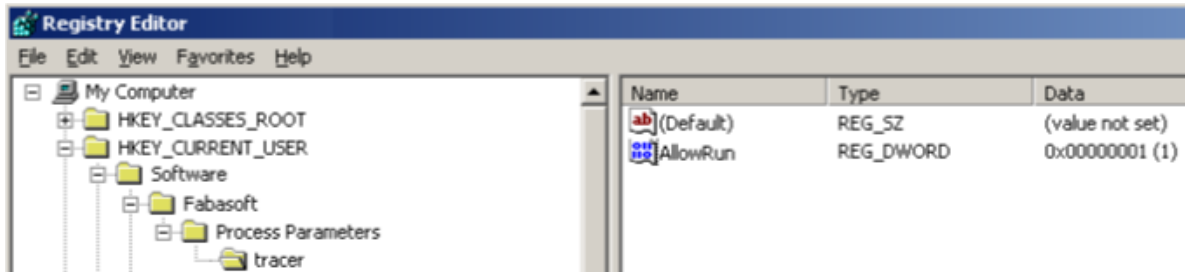 Registry Editor
File Edit View Favorites Help
My Computer
HKEY_CLASSES_ROOT
HKEY_CURRENT_USER
Software
Fabasoft
Process Parameters
tracer
Name Type Data
(Default) REG_SZ (value not set)
AllowRun REG_DWORD 0x00000001 (1)